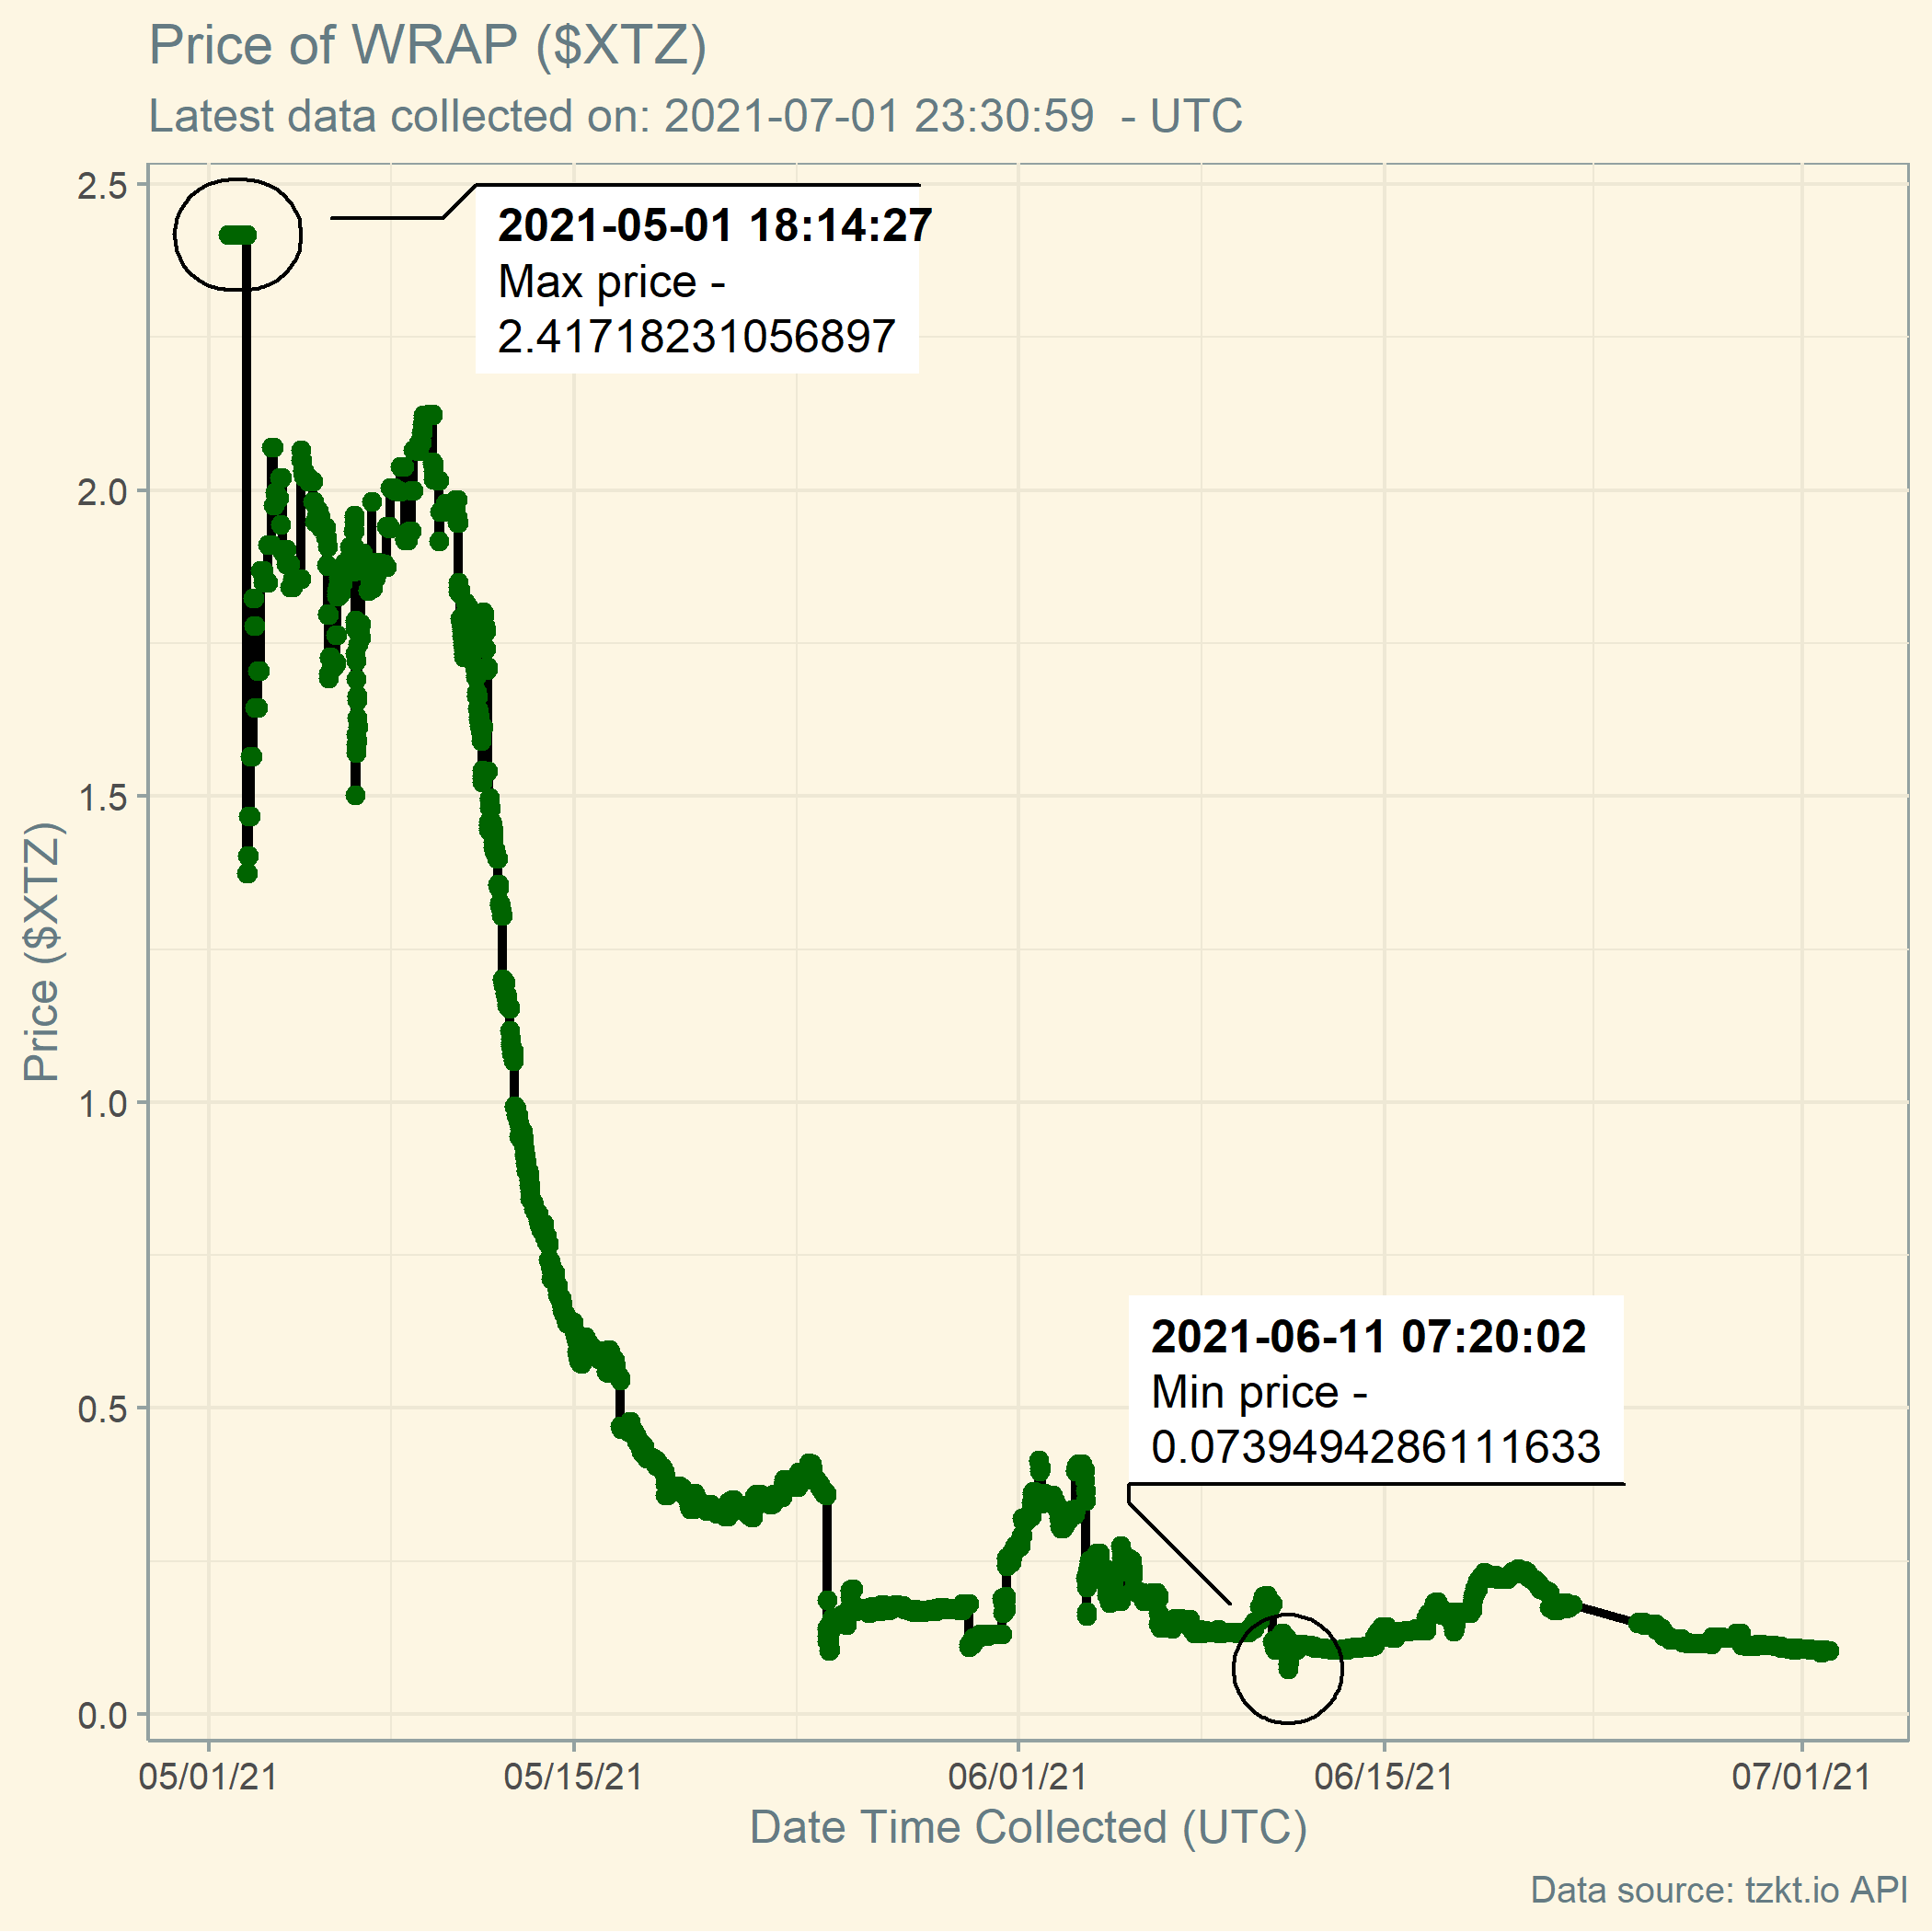 Price of WRAP ($XTZ)
Latest data collected on: 2021-07-01 23:30:59  - UTC
2.5
2.0
1.5
1.0
0.5
0.0
Price ($XTZ)
2021-05-01 18:14:27
Max price -
2.41718231056897
2021-06-11 07:20:02
Min price -
0.0739494286111633
05/01/21
05/15/21
06/01/21
06/15/21
07/01/21
Date Time Collected (UTC)
Data source: tzkt.io API